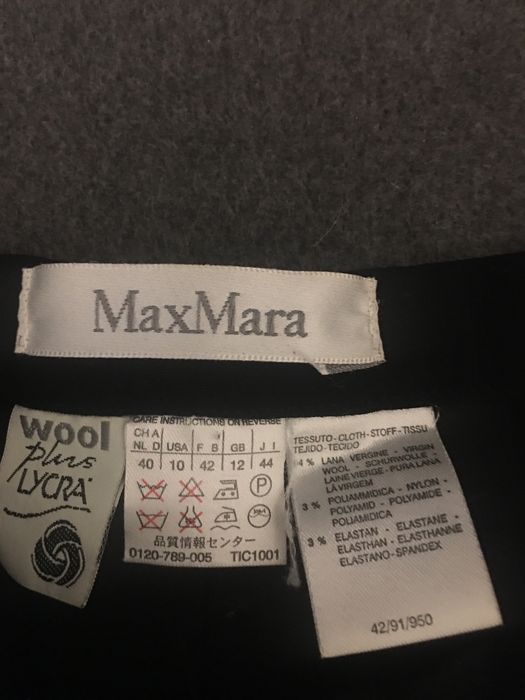 MaxMara
wool
plus
LYCRA
CARE INSTRUCTIONS ON REVERSE
CH A
NL D USA F B GB J I
40 10 42 12 44
P
品質情報センター
0120-789-005 TIC1001
TESSUTO-CLOTH-STOFF-TISSU
TEJIDO-TECIDO
4% LANA VERGINE - VIRGIN
WOOL - SCHURWOLLE -
LAINE VIERGE - PURA LANA
LÃ VIRGEM
3% POLIAMMIDICA - NYLON -
POLYAMID - POLYAMIDE -
POLIAMIDICA
3% ELASTAN - ELASTANE -
ELASTHAN - ELASTHANNE
ELASTANO-SPANDEX
42/91/950